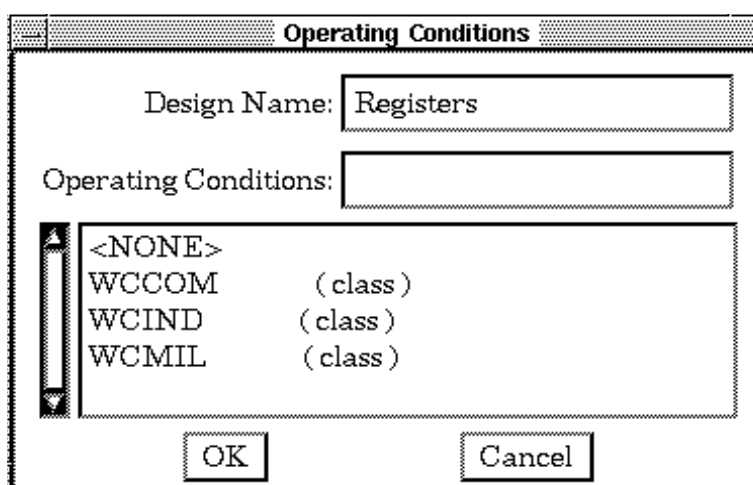 Operating Conditions
Design Name: Registers
Operating Conditions:
<NONE>
WCCOM (class)
WCIND (class)
WCMIL (class)
OK Cancel